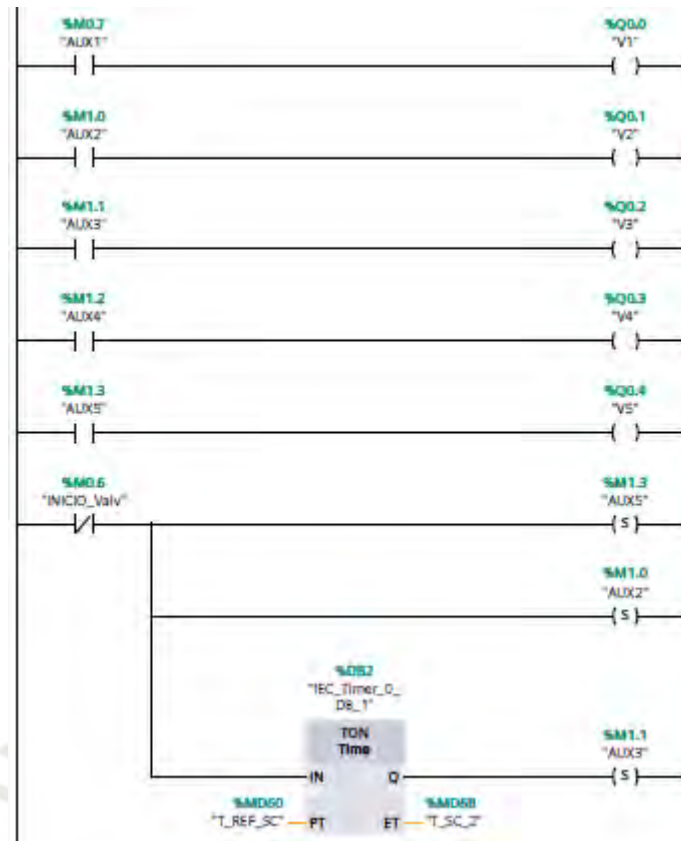 %M0.7 %Q0.0
"AUX1" "V1"
%M1.0 %Q0.1
"AUX2" "V2"
%M1.1 %Q0.2
"AUX3" "V3"
%M1.2 %Q0.3
"AUX4" "V4"
%M1.3 %Q0.4
"AUX5" "V5"
%M0.6 %M1.3
"INICIO_Valv" "AUX5"
S
%M1.0
"AUX2"
S
%DB2
"IEC_Timer_0_
DB_1"
TON %M1.1
Time "AUX3"
IN Q S
%MD60 %MD68
"T_REF_SC" PT ET "T_SC_2"